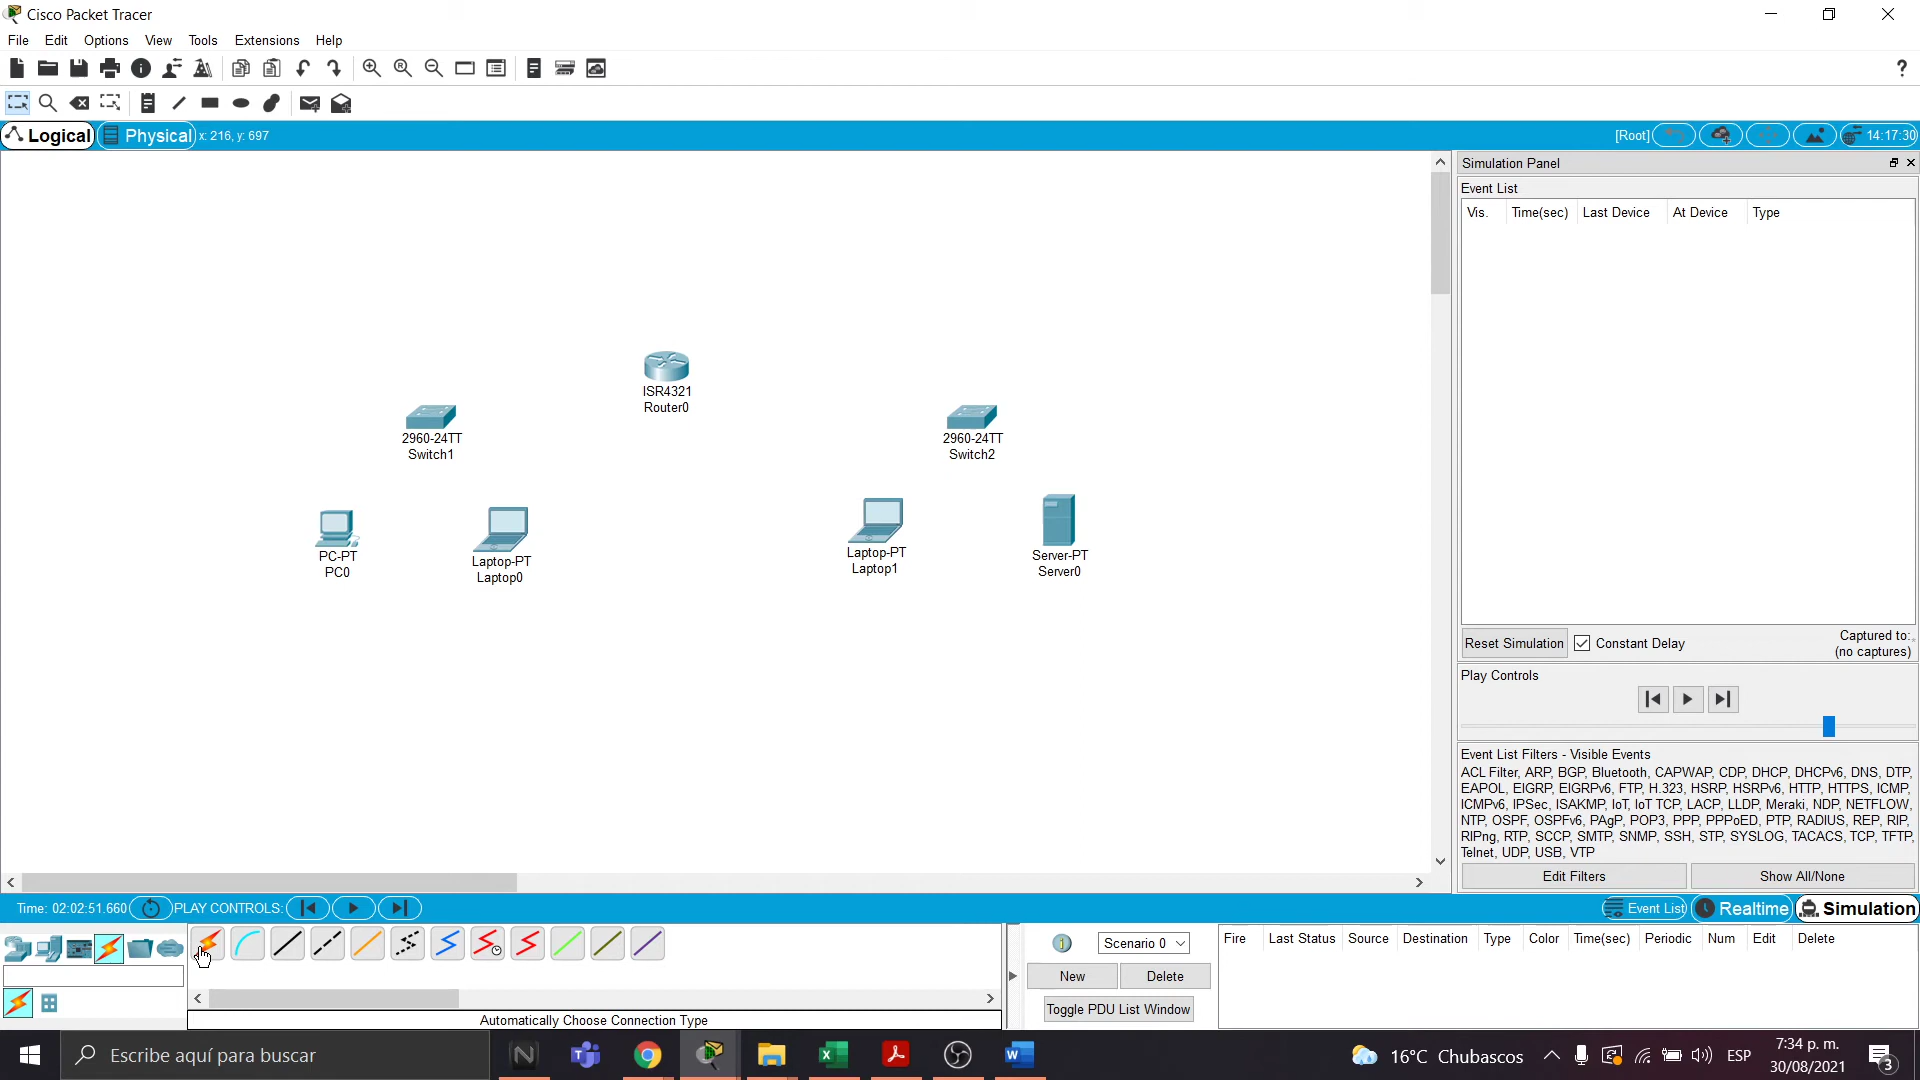 Cisco Packet Tracer
File Edit Options View Tools Extensions Help
?
Logical Physical x: 216, y: 697 [Root] 14:17:30
Simulation Panel
Event List
Vis. Time(sec) Last Device At Device Type
ISR4321
Router0
2960-24TT
Switch1
2960-24TT
Switch2
PC-PT
PC0
Laptop-PT
Laptop0
Laptop-PT
Laptop1
Server-PT
Server0
Reset Simulation Constant Delay
Captured to:
(no captures)
Play Controls
Event List Filters - Visible Events
ACL Filter, ARP, BGP, Bluetooth, CAPWAP, CDP, DHCP, DHCPv6, DNS, DTP,
EAPOL, EIGRP, EIGRPv6, FTP, H.323, HSRP, HSRPv6, HTTP, HTTPS, ICMP,
ICMPv6, IPSec, ISAKMP, IoT, IoT TCP, LACP, LLDP, Meraki, NDP, NETFLOW,
NTP, OSPF, OSPFv6, PAgP, POP3, PPP, PPPoED, PTP, RADIUS, REP, RIP,
RIPng, RTP, SCCP, SMTP, SNMP, SSH, STP, SYSLOG, TACACS, TCP, TFTP,
Telnet, UDP, USB, VTP
Edit Filters Show All/None
Time: 02:02:51.660 PLAY CONTROLS: Event List Realtime Simulation
Scenario 0
New Delete
Toggle PDU List Window
Fire Last Status Source Destination Type Color Time(sec) Periodic Num Edit Delete
Automatically Choose Connection Type
Escribe aquí para buscar
16°C Chubascos
ESP
7:34 p. m.
30/08/2021
3